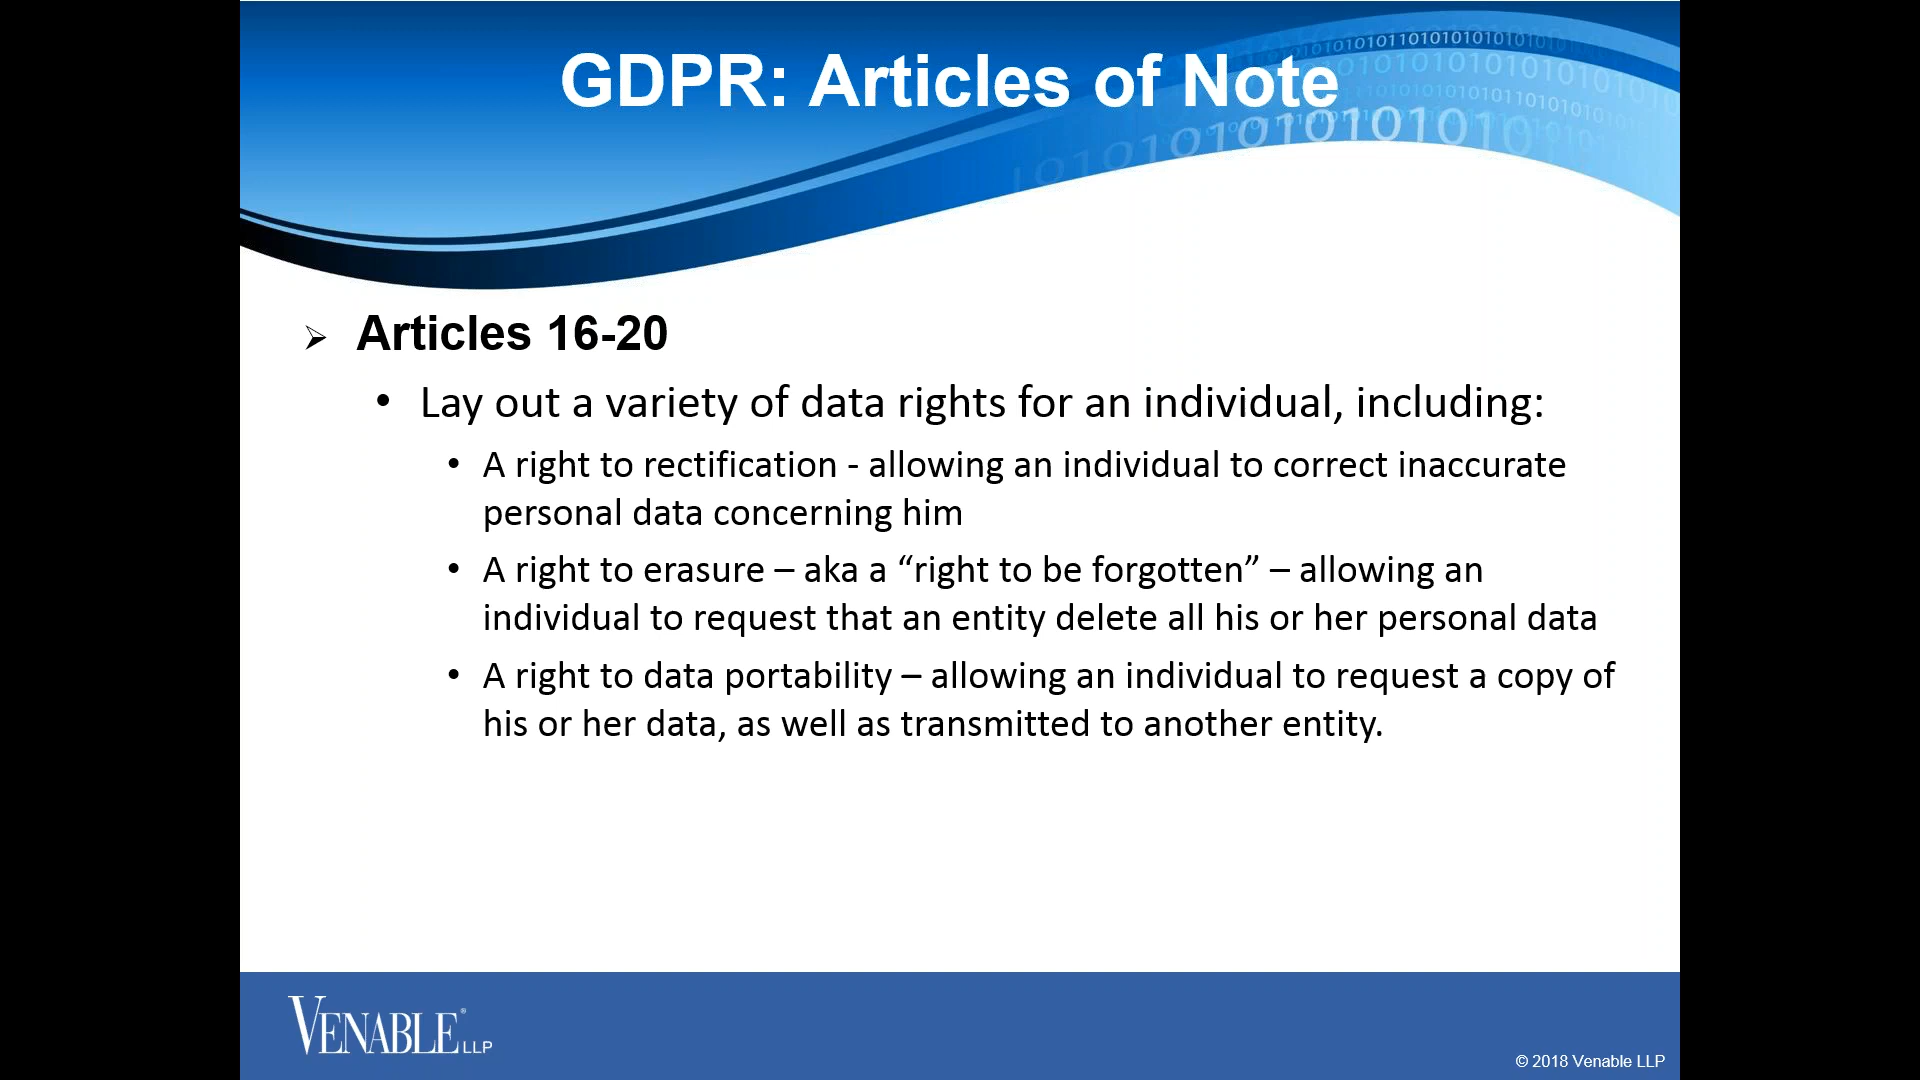 GDPR: Articles of Note
➢ Articles 16-20
• Lay out a variety of data rights for an individual, including:
• A right to rectification - allowing an individual to correct inaccurate
personal data concerning him
• A right to erasure – aka a “right to be forgotten” – allowing an
individual to request that an entity delete all his or her personal data
• A right to data portability – allowing an individual to request a copy of
his or her data, as well as transmitted to another entity.
VENABLE® LLP
© 2018 Venable LLP